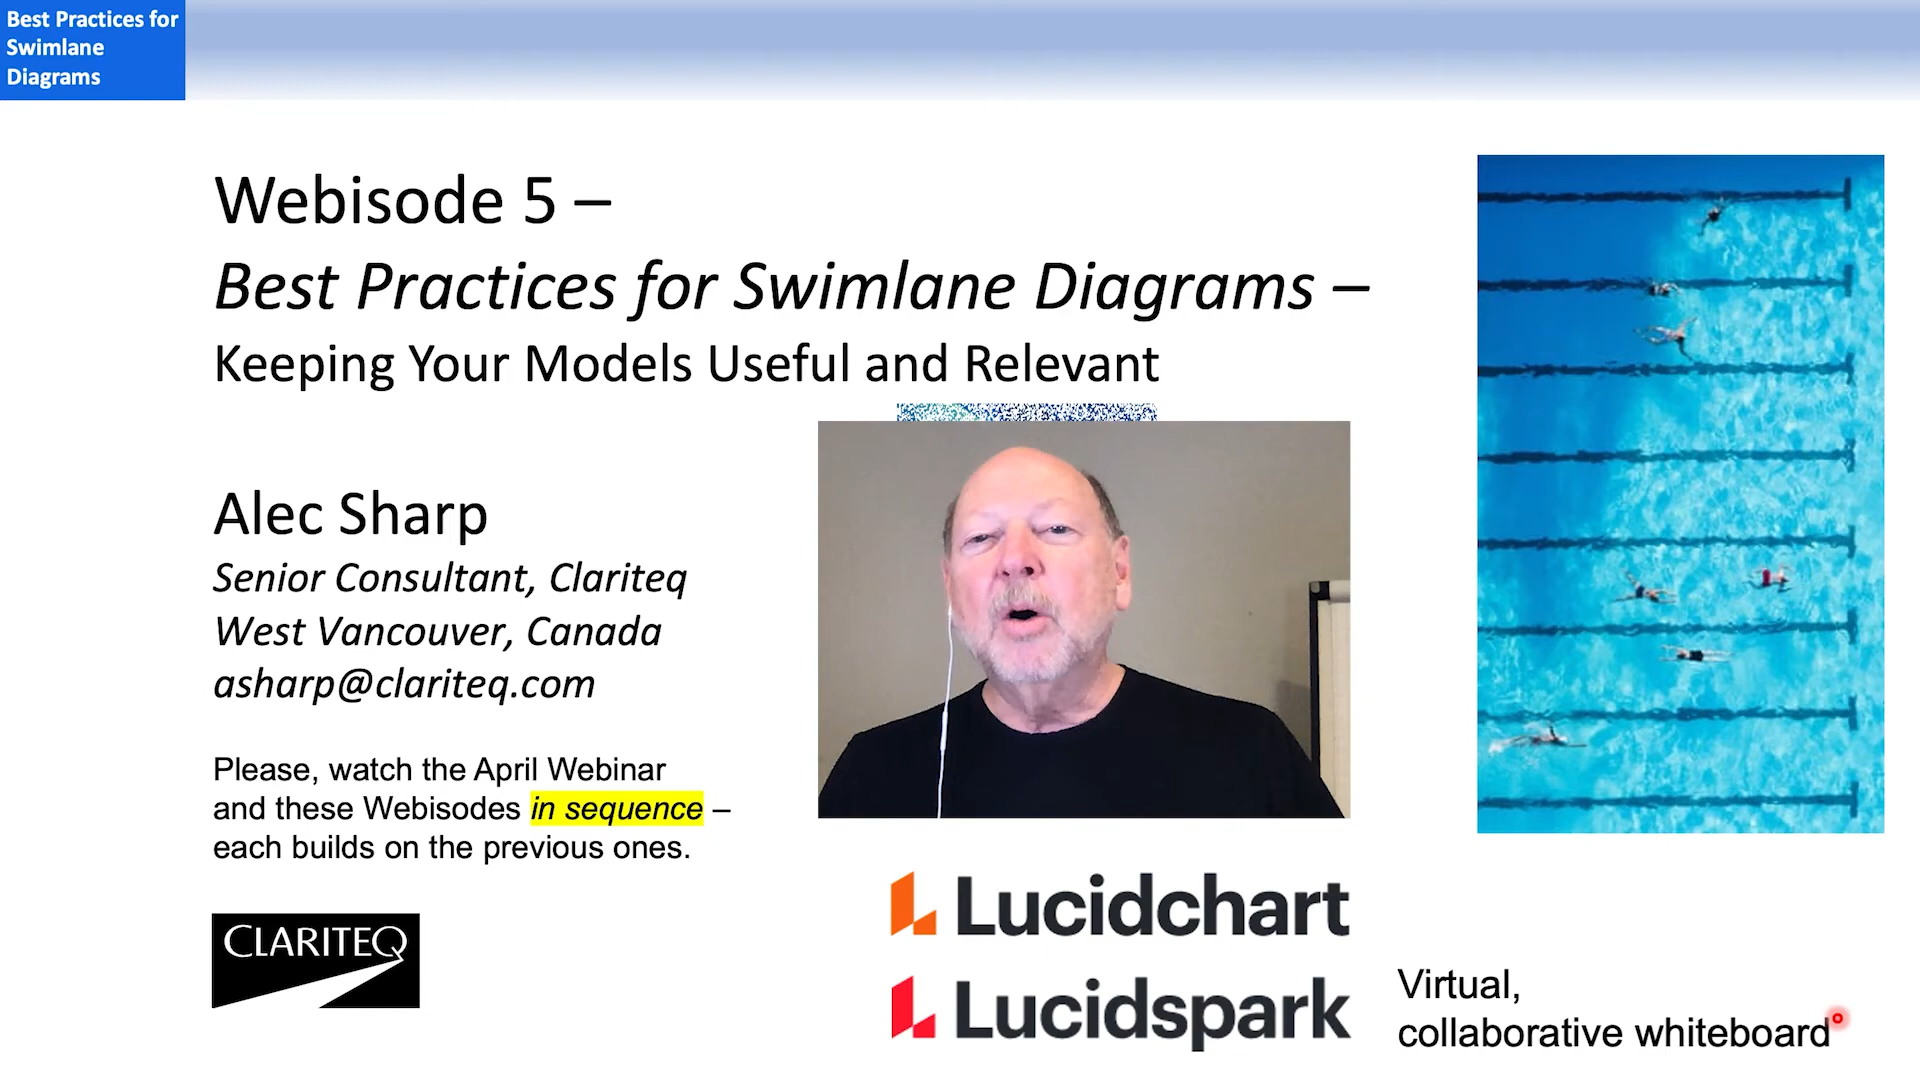 Best Practices for
Swimlane
Diagrams
Webisode 5 –
Best Practices for Swimlane Diagrams –
Keeping Your Models Useful and Relevant
Alec Sharp
Senior Consultant, Clariteq
West Vancouver, Canada
asharp@clariteq.com
Please, watch the April Webinar
and these Webisodes in sequence –
each builds on the previous ones.
CLARITEQ
Lucidchart
Lucidspark
Virtual,
collaborative whiteboard